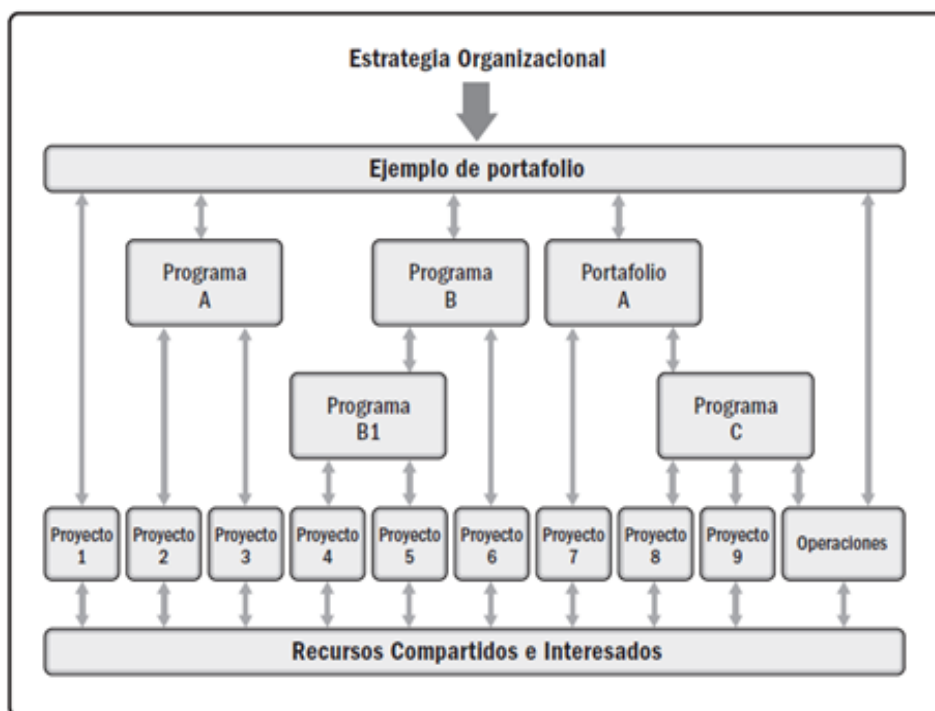 Estrategia Organizacional
Ejemplo de portafolio
Programa
A
Programa
B
Portafolio
A
Programa
B1
Programa
C
Proyecto
1
Proyecto
2
Proyecto
3
Proyecto
4
Proyecto
5
Proyecto
6
Proyecto
7
Proyecto
8
Proyecto
9
Operaciones
Recursos Compartidos e Interesados